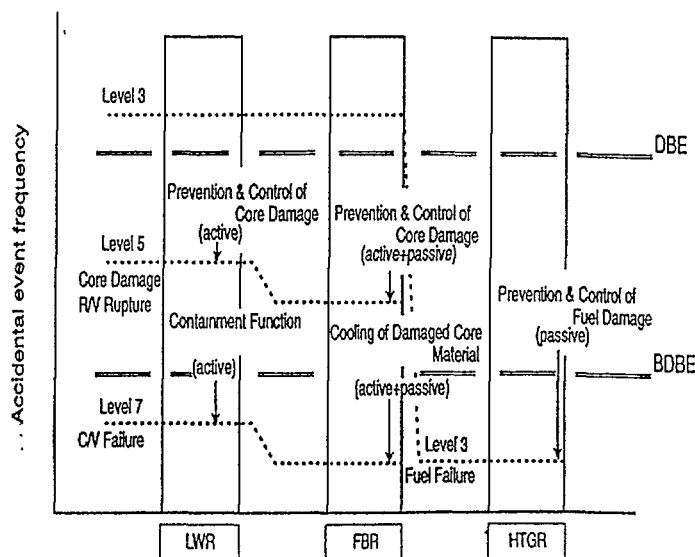 Level 3
DBE
Prevention & Control of
Core Damage
(active)
Prevention & Control of
Core Damage
(active+passive)
Level 5
Core Damage
R/V Rupture
Containment Function
Cooling of Damaged Core
Material
Prevention & Control of
Fuel Damage
(passive)
(active)
(active+passive)
BDBE
Level 7
C/V Failure
Level 3
Fuel Failure
LWR
FBR
HTGR
. . Accidental event frequency